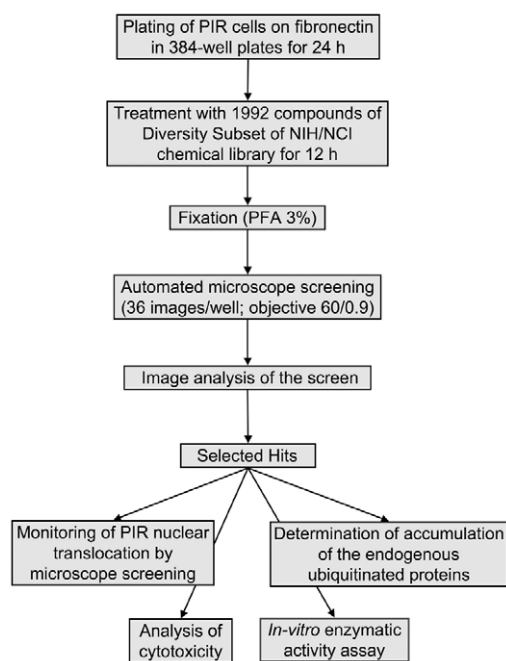 Plating of PIR cells on fibronectin
in 384-well plates for 24 h
Treatment with 1992 compounds of
Diversity Subset of NIH/NCI
chemical library for 12 h
Fixation (PFA 3%)
Automated microscope screening
(36 images/well; objective 60/0.9)
Image analysis of the screen
Selected Hits
Monitoring of PIR nuclear
translocation by
microscope screening
Determination of accumulation
of the endogenous
ubiquitinated proteins
Analysis of
cytotoxicity
In-vitro enzymatic
activity assay